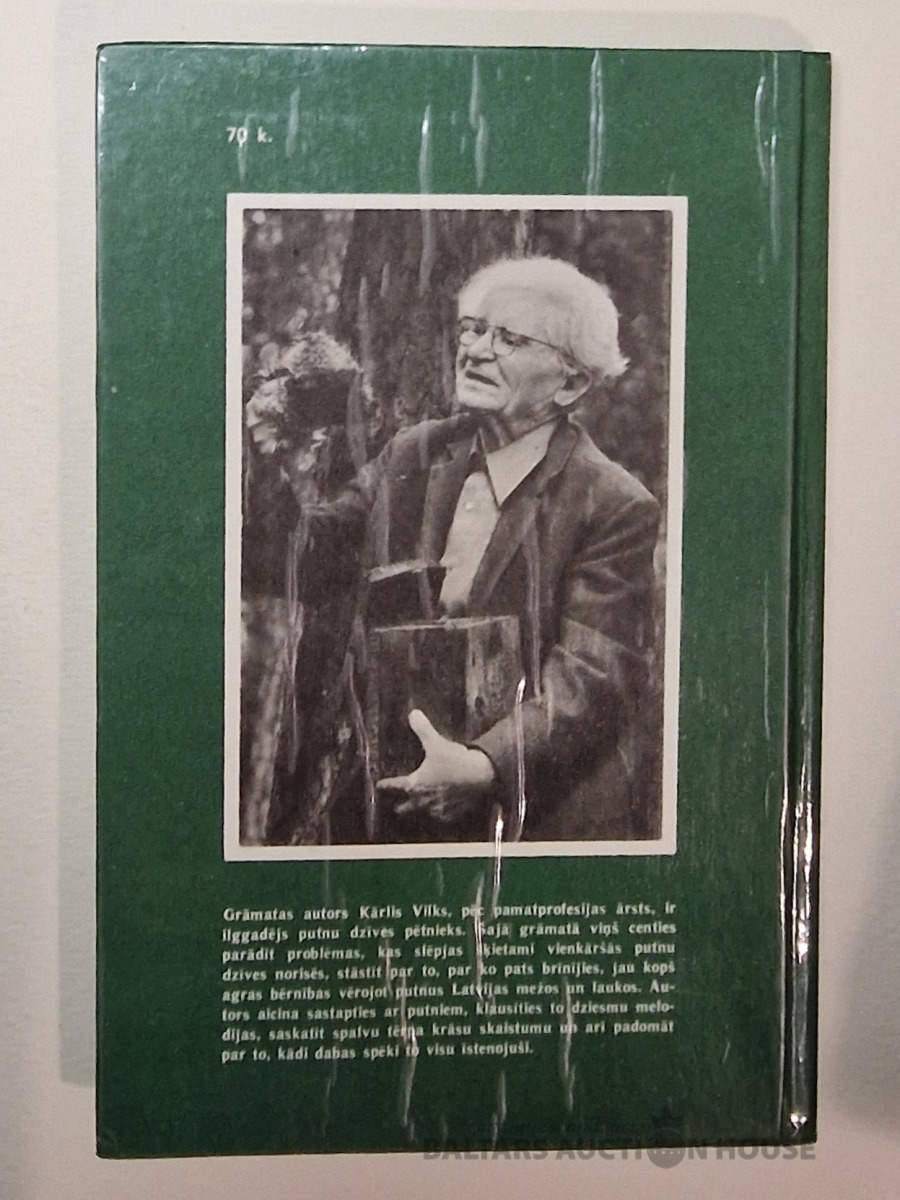 70 k.
Grāmatas autors Kārlis Vilks, pēc pamatprofesijas ārsts, ir
ilggadējs putnu dzīves pētnieks. Šajā grāmatā viņš centies
parādīt problēmas, kas slēpjas šķietami vienkāršās putnu
dzīves norisēs, stāstīt par to, par ko pats brīnījies, jau kopš
agras bērnības vērojot putnus Latvijas mežos un laukos. Au-
tors aicina sastapties ar putniem, klausīties to dziesmu melo-
dijas, saskatīt spalvu tērpa krāsu skaistumu un arī padomāt
par to, kādi dabas spēki to visu īstenojuši.
BALTARS AUCTION HOUSE